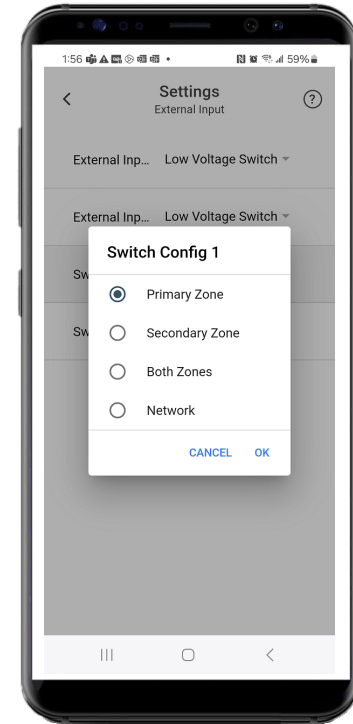 1:56
59%
Settings
External Input
External Inp... Low Voltage Switch
External Inp... Low Voltage Switch
Switch Config 1
Sw
Primary Zone
Secondary Zone
Sw
Both Zones
Network
CANCEL OK